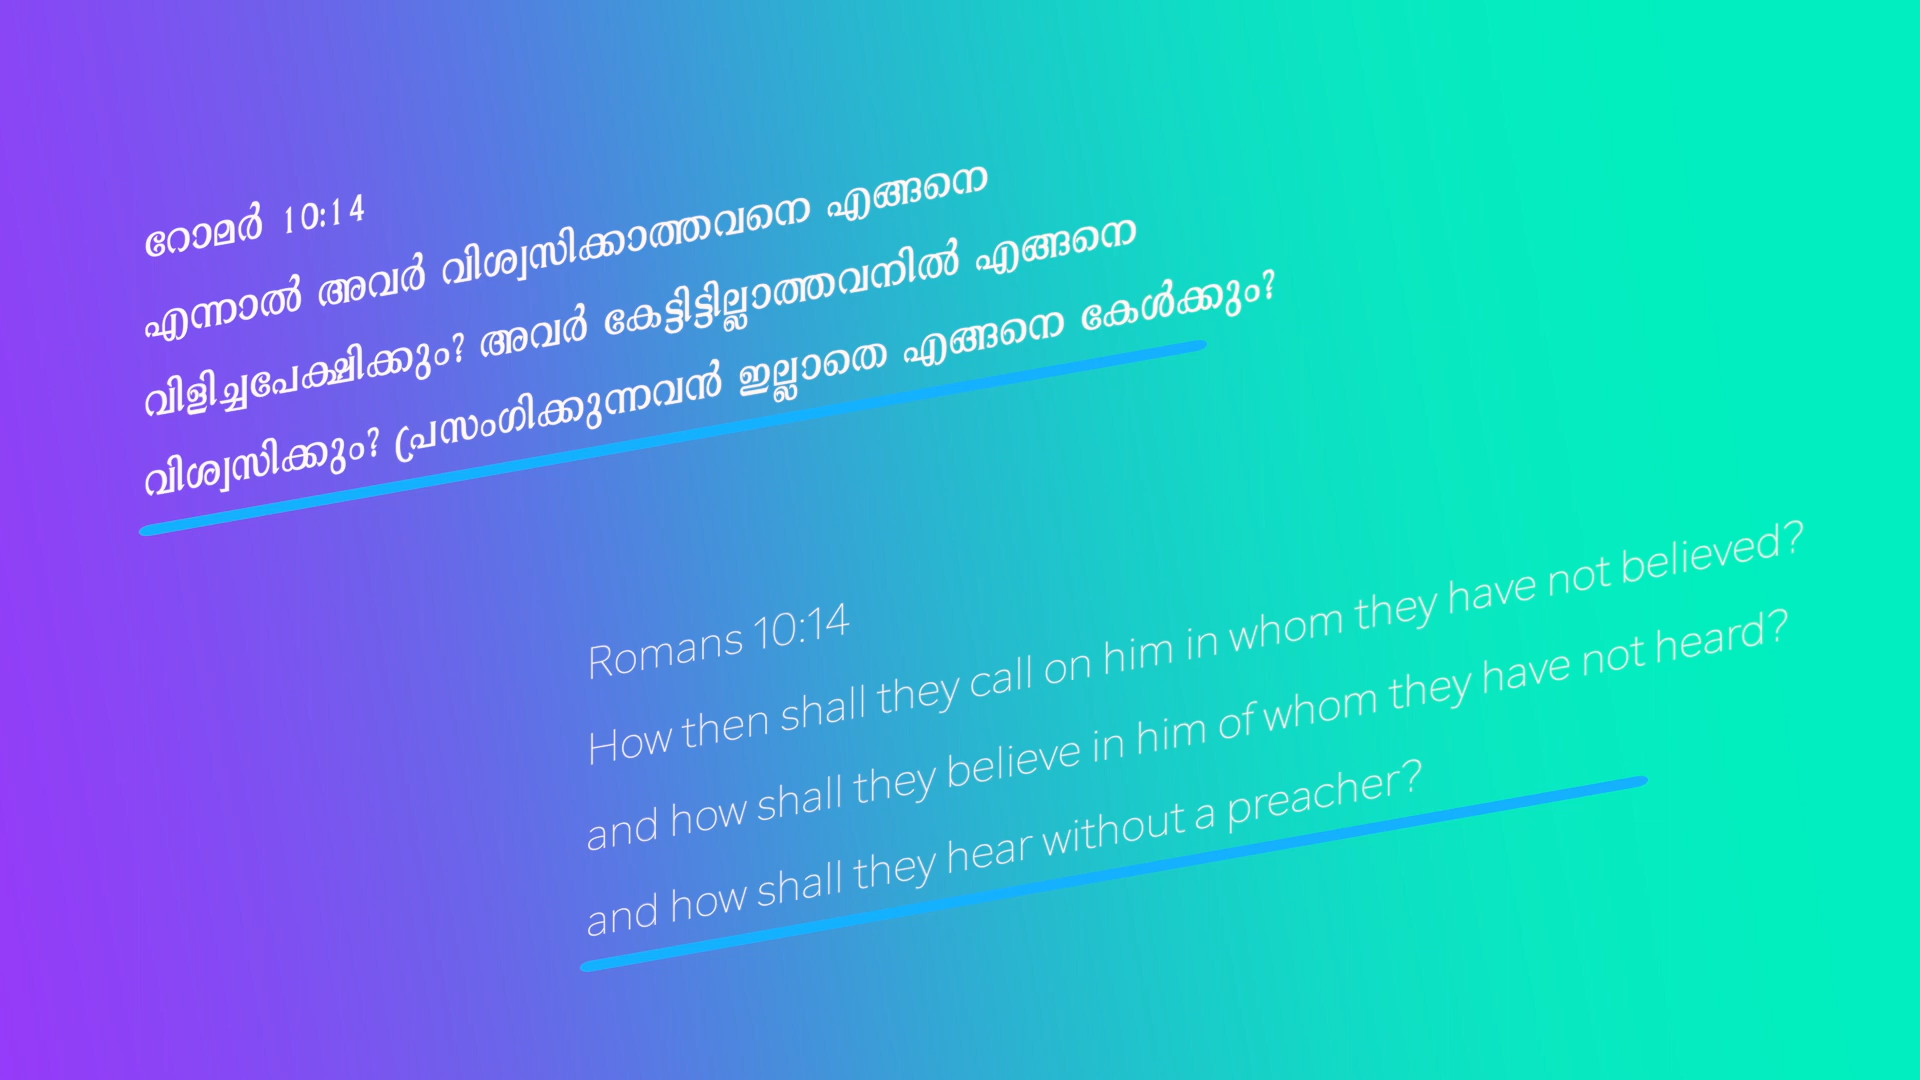 റോമർ 10:14
എന്നാൽ അവർ വിശ്വസിക്കാത്തവനെ എങ്ങനെ
വിളിച്ചപേക്ഷിക്കും? അവർ കേട്ടിട്ടില്ലാത്തവനിൽ എങ്ങനെ
വിശ്വസിക്കും? പ്രസംഗിക്കുന്നവൻ ഇല്ലാതെ എങ്ങനെ കേൾക്കും?
Romans 10:14
How then shall they call on him in whom they have not believed?
and how shall they believe in him of whom they have not heard?
and how shall they hear without a preacher?